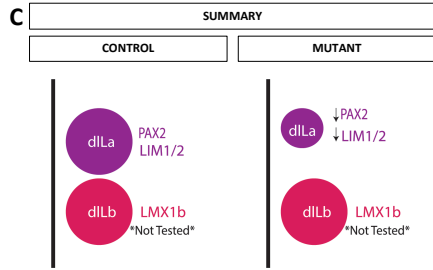 C
SUMMARY
CONTROL
MUTANT
dILa
PAX2
LIM1/2
dILb
LMX1b
*Not Tested*
dILa
↓PAX2
↓LIM1/2
dILb
LMX1b
*Not Tested*